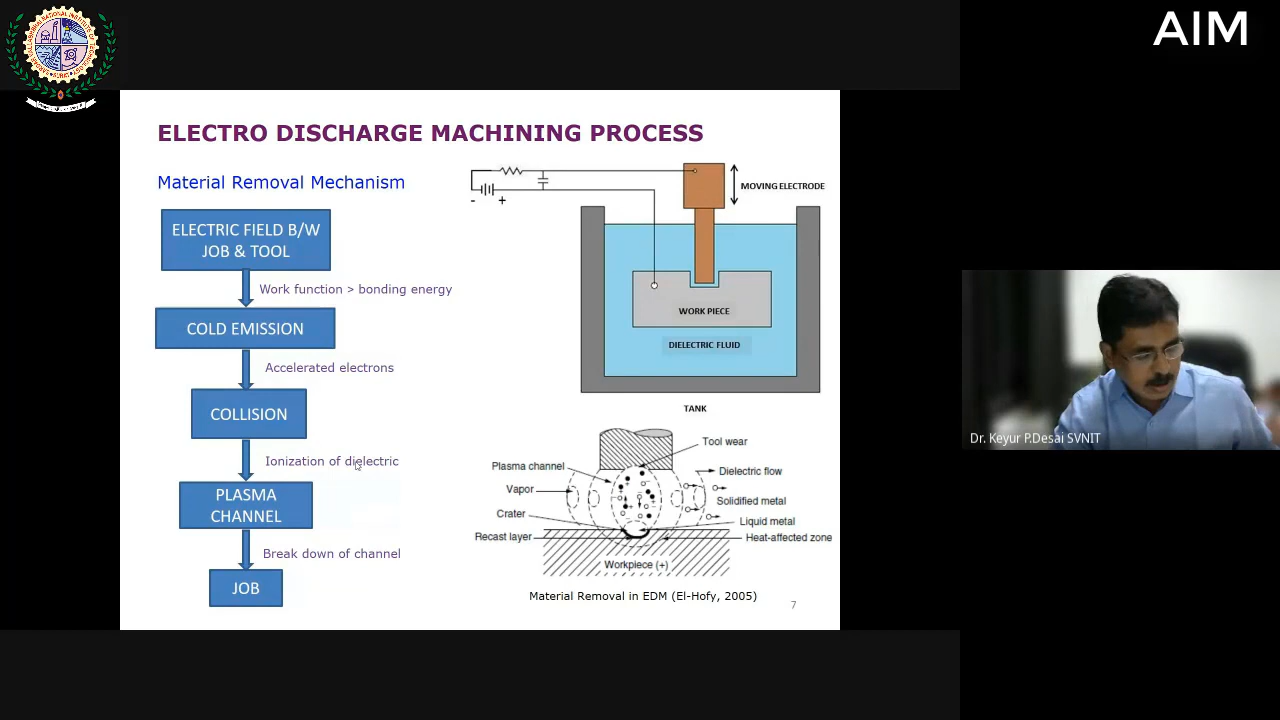 AIM
ELECTRO DISCHARGE MACHINING PROCESS
Material Removal Mechanism
ELECTRIC FIELD B/W
JOB & TOOL
Work function > bonding energy
COLD EMISSION
Accelerated electrons
COLLISION
Ionization of dielectric
PLASMA
CHANNEL
Break down of channel
JOB
- +
MOVING ELECTRODE
WORK PIECE
DIELECTRIC FLUID
TANK
Tool wear
Plasma channel
Dielectric flow
Vapor
Solidified metal
Crater
Liquid metal
Recast layer
Heat-affected zone
Workpiece (+)
Material Removal in EDM (El-Hofy, 2005)
7
Dr. Keyur P.Desai SVNIT